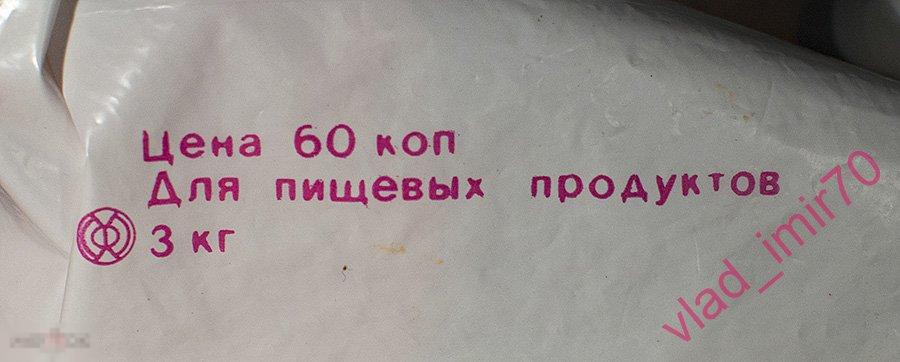 Цена 60 коп
Для пищевых продуктов
3 кг
vlad_imir70